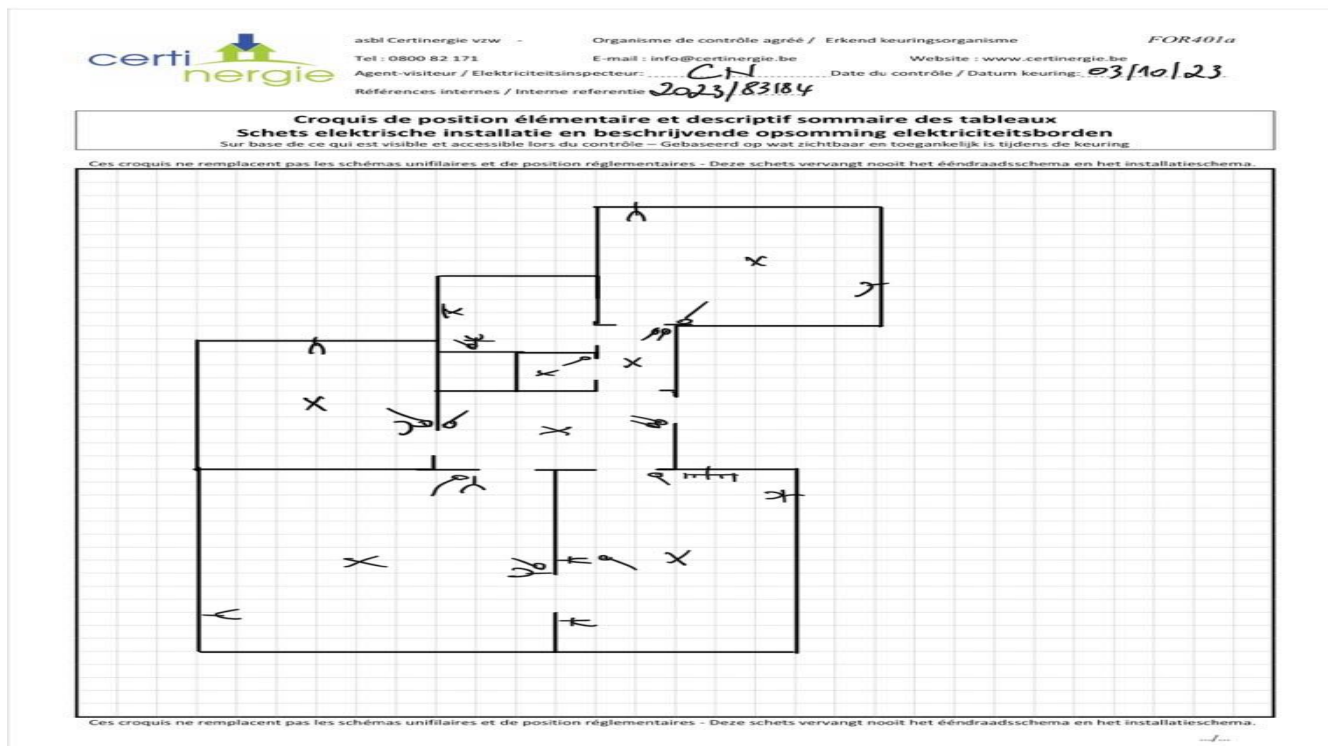 certi
nergie
asbl Certinergie vzw - Organisme de contrôle agréé / Erkend keuringsorganisme FOR401a
Tel : 0800 82 171 E-mail : info@certinergie.be Website : www.certinergie.be
Agent-visiteur / Elektriciteitsinspecteur: CN Date du contrôle / Datum keuring: 03/10/23
Références internes / Interne referentie 2023/83184
Croquis de position élémentaire et descriptif sommaire des tableaux
Schets elektrische installatie en beschrijvende opsomming elektriciteitsborden
Sur base de ce qui est visible et accessible lors du contrôle – Gebaseerd op wat zichtbaar en toegankelijk is tijdens de keuring
Ces croquis ne remplacent pas les schémas unifilaires et de position réglementaires - Deze schets vervangt nooit het ééndraadsschema en het installatieschema.
Ces croquis ne remplacent pas les schémas unifilaires et de position réglementaires - Deze schets vervangt nooit het ééndraadsschema en het installatieschema.
.../...